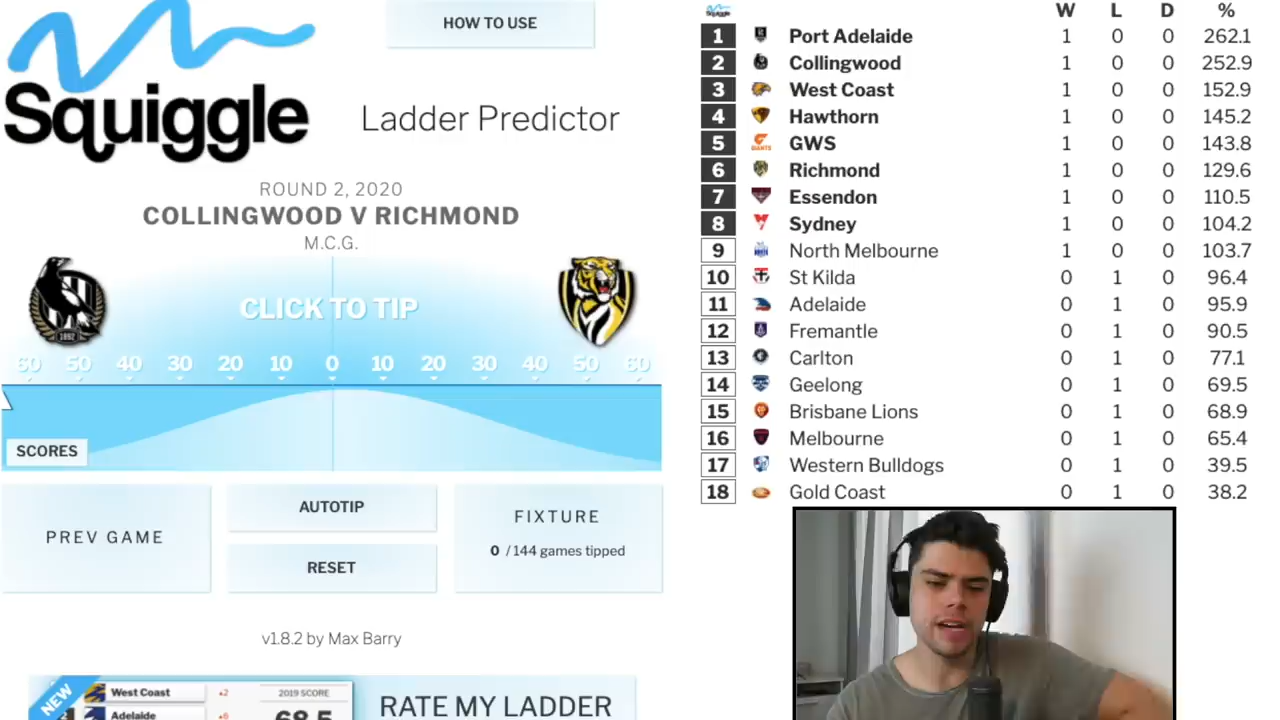 Squiggle
HOW TO USE
Ladder Predictor
ROUND 2, 2020
COLLINGWOOD V RICHMOND
M.C.G.
CLICK TO TIP
60 50 40 30 20 10 0 10 20 30 40 50 60
SCORES
PREV GAME
AUTOTIP
RESET
FIXTURE
0 / 144 games tipped
v1.8.2 by Max Barry
NEW
West Coast +2
Adelaide +6
2019 SCORE
68.5
RATE MY LADDER
Squiggle W L D %
1 Port Adelaide 1 0 0 262.1
2 Collingwood 1 0 0 252.9
3 West Coast 1 0 0 152.9
4 Hawthorn 1 0 0 145.2
5 GWS 1 0 0 143.8
6 Richmond 1 0 0 129.6
7 Essendon 1 0 0 110.5
8 Sydney 1 0 0 104.2
9 North Melbourne 1 0 0 103.7
10 St Kilda 0 1 0 96.4
11 Adelaide 0 1 0 95.9
12 Fremantle 0 1 0 90.5
13 Carlton 0 1 0 77.1
14 Geelong 0 1 0 69.5
15 Brisbane Lions 0 1 0 68.9
16 Melbourne 0 1 0 65.4
17 Western Bulldogs 0 1 0 39.5
18 Gold Coast 0 1 0 38.2